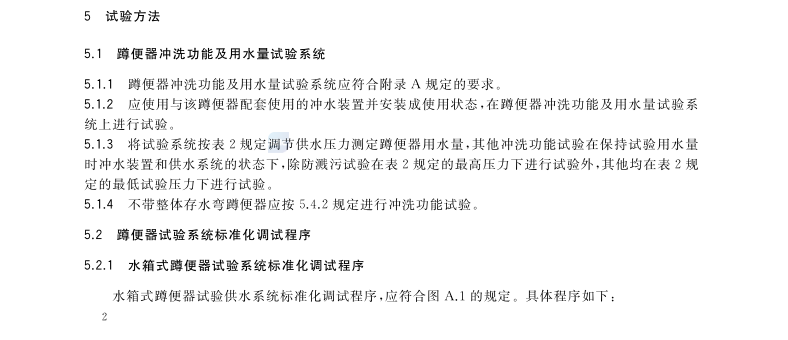 5 试验方法
5.1 蹲便器冲洗功能及用水量试验系统
5.1.1 蹲便器冲洗功能及用水量试验系统应符合附录 A 规定的要求。
5.1.2 应使用与该蹲便器配套使用的冲水装置并安装成使用状态,在蹲便器冲洗功能及用水量试验系
统上进行试验。
5.1.3 将试验系统按表 2 规定调节供水压力测定蹲便器用水量,其他冲洗功能试验在保持试验用水量
时冲水装置和供水系统的状态下,除防溅污试验在表 2 规定的最高压力下进行试验外,其他均在表 2 规
定的最低试验压力下进行试验。
5.1.4 不带整体存水弯蹲便器应按 5.4.2 规定进行冲洗功能试验。
5.2 蹲便器试验系统标准化调试程序
5.2.1 水箱式蹲便器试验系统标准化调试程序
水箱式蹲便器试验供水系统标准化调试程序,应符合图 A.1 的规定。具体程序如下:
2